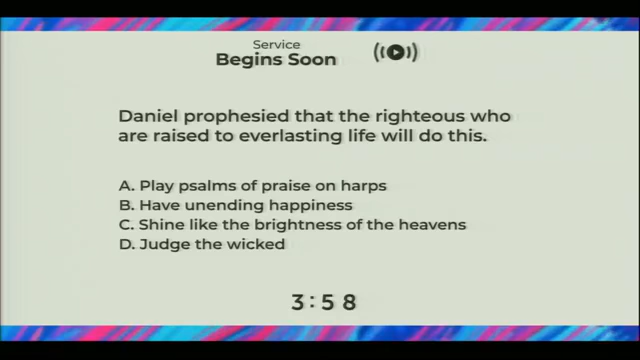 Service
Begins Soon
Daniel prophesied that the righteous who
are raised to everlasting life will do this.
A. Play psalms of praise on harps
B. Have unending happiness
C. Shine like the brightness of the heavens
D. Judge the wicked
3:58